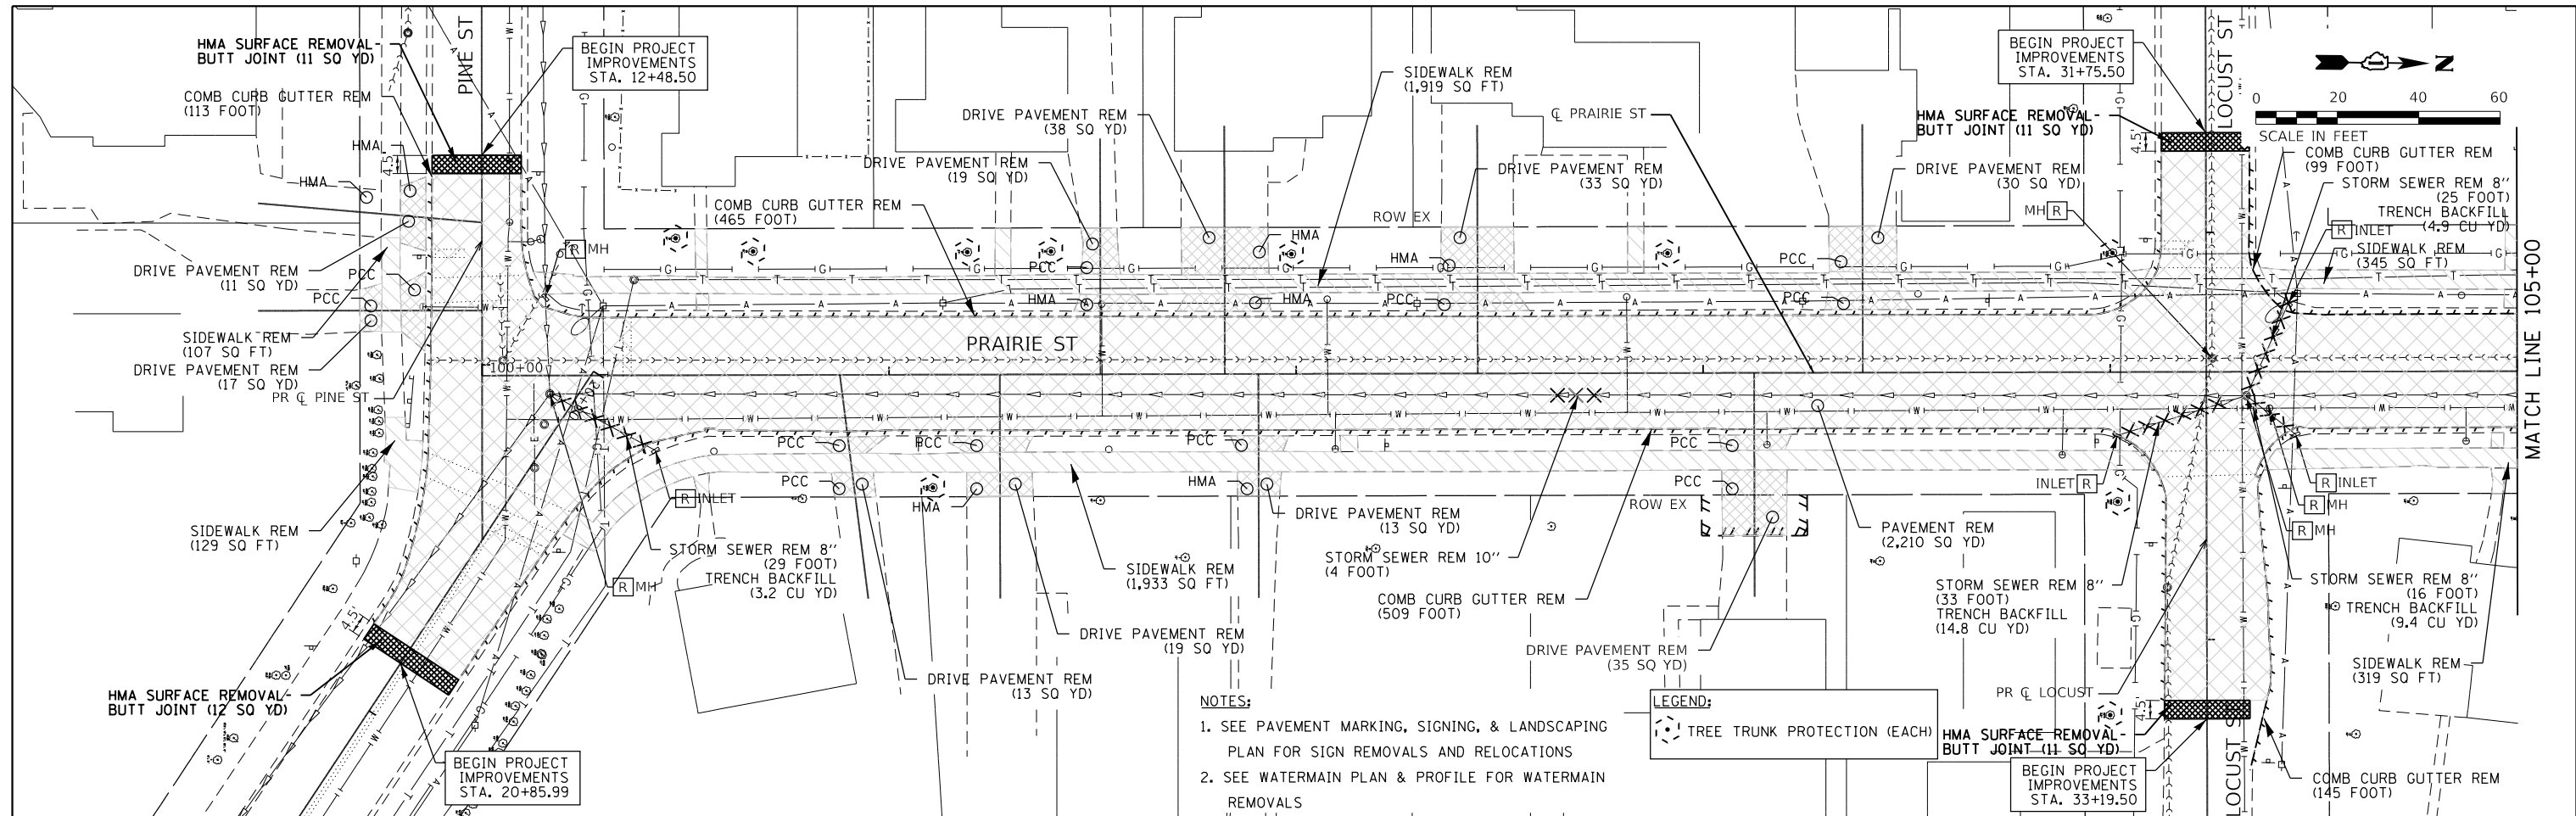 HMA SURFACE REMOVAL-
BUTT JOINT (11 SQ YD)
COMB CURB GUTTER REM
(113 FOOT)
HMA
4.5'
HMA
PINE ST
BEGIN PROJECT
IMPROVEMENTS
STA. 12+48.50
DRIVE PAVEMENT REM
(11 SQ YD)
PCC
PCC
SIDEWALK REM
(107 SQ FT)
DRIVE PAVEMENT REM
(17 SQ YD)
PR ℄ PINE ST
SIDEWALK REM
(129 SQ FT)
4.5'
HMA SURFACE REMOVAL-
BUTT JOINT (12 SQ YD)
BEGIN PROJECT
IMPROVEMENTS
STA. 20+85.99
R MH
100+00
COMB CURB GUTTER REM
(465 FOOT)
DRIVE PAVEMENT REM
(19 SQ YD)
DRIVE PAVEMENT REM
(38 SQ YD)
SIDEWALK REM
(1,919 SQ FT)
℄ PRAIRIE ST
DRIVE PAVEMENT REM
(33 SQ YD)
ROW EX
HMA
PCC
HMA
PCC
HMA
HMA
PCC
PCC
PRAIRIE ST
DRIVE PAVEMENT REM
(30 SQ YD)
HMA SURFACE REMOVAL-
BUTT JOINT (11 SQ YD)
4.5'
BEGIN PROJECT
IMPROVEMENTS
STA. 31+75.50
LOCUST ST
N
0 20 40 60
SCALE IN FEET
COMB CURB GUTTER REM
(99 FOOT)
STORM SEWER REM 8"
(25 FOOT)
TRENCH BACKFILL
(4.9 CU YD)
R INLET
SIDEWALK REM
(345 SQ FT)
MH R
MATCH LINE 105+00
PCC
PCC
PCC
PCC
PCC
HMA
HMA
PCC
R INLET
R MH
STORM SEWER REM 8"
(29 FOOT)
TRENCH BACKFILL
(3.2 CU YD)
DRIVE PAVEMENT REM
(13 SQ YD)
DRIVE PAVEMENT REM
(19 SQ YD)
SIDEWALK REM
(1,933 SQ FT)
DRIVE PAVEMENT REM
(13 SQ YD)
STORM SEWER REM 10"
(4 FOOT)
COMB CURB GUTTER REM
(509 FOOT)
ROW EX
DRIVE PAVEMENT REM
(35 SQ YD)
PAVEMENT REM
(2,210 SQ YD)
INLET R
STORM SEWER REM 8"
(33 FOOT)
TRENCH BACKFILL
(14.8 CU YD)
PR ℄ LOCUST
R INLET
R MH
R MH
STORM SEWER REM 8"
(16 FOOT)
TRENCH BACKFILL
(9.4 CU YD)
SIDEWALK REM
(319 SQ FT)
COMB CURB GUTTER REM
(145 FOOT)
4.5'
HMA SURFACE REMOVAL-
BUTT JOINT (11 SQ YD)
BEGIN PROJECT
IMPROVEMENTS
STA. 33+19.50
LOCUST S
NOTES:
1. SEE PAVEMENT MARKING, SIGNING, & LANDSCAPING
PLAN FOR SIGN REMOVALS AND RELOCATIONS
2. SEE WATERMAIN PLAN & PROFILE FOR WATERMAIN
REMOVALS
LEGEND:
TREE TRUNK PROTECTION (EACH)